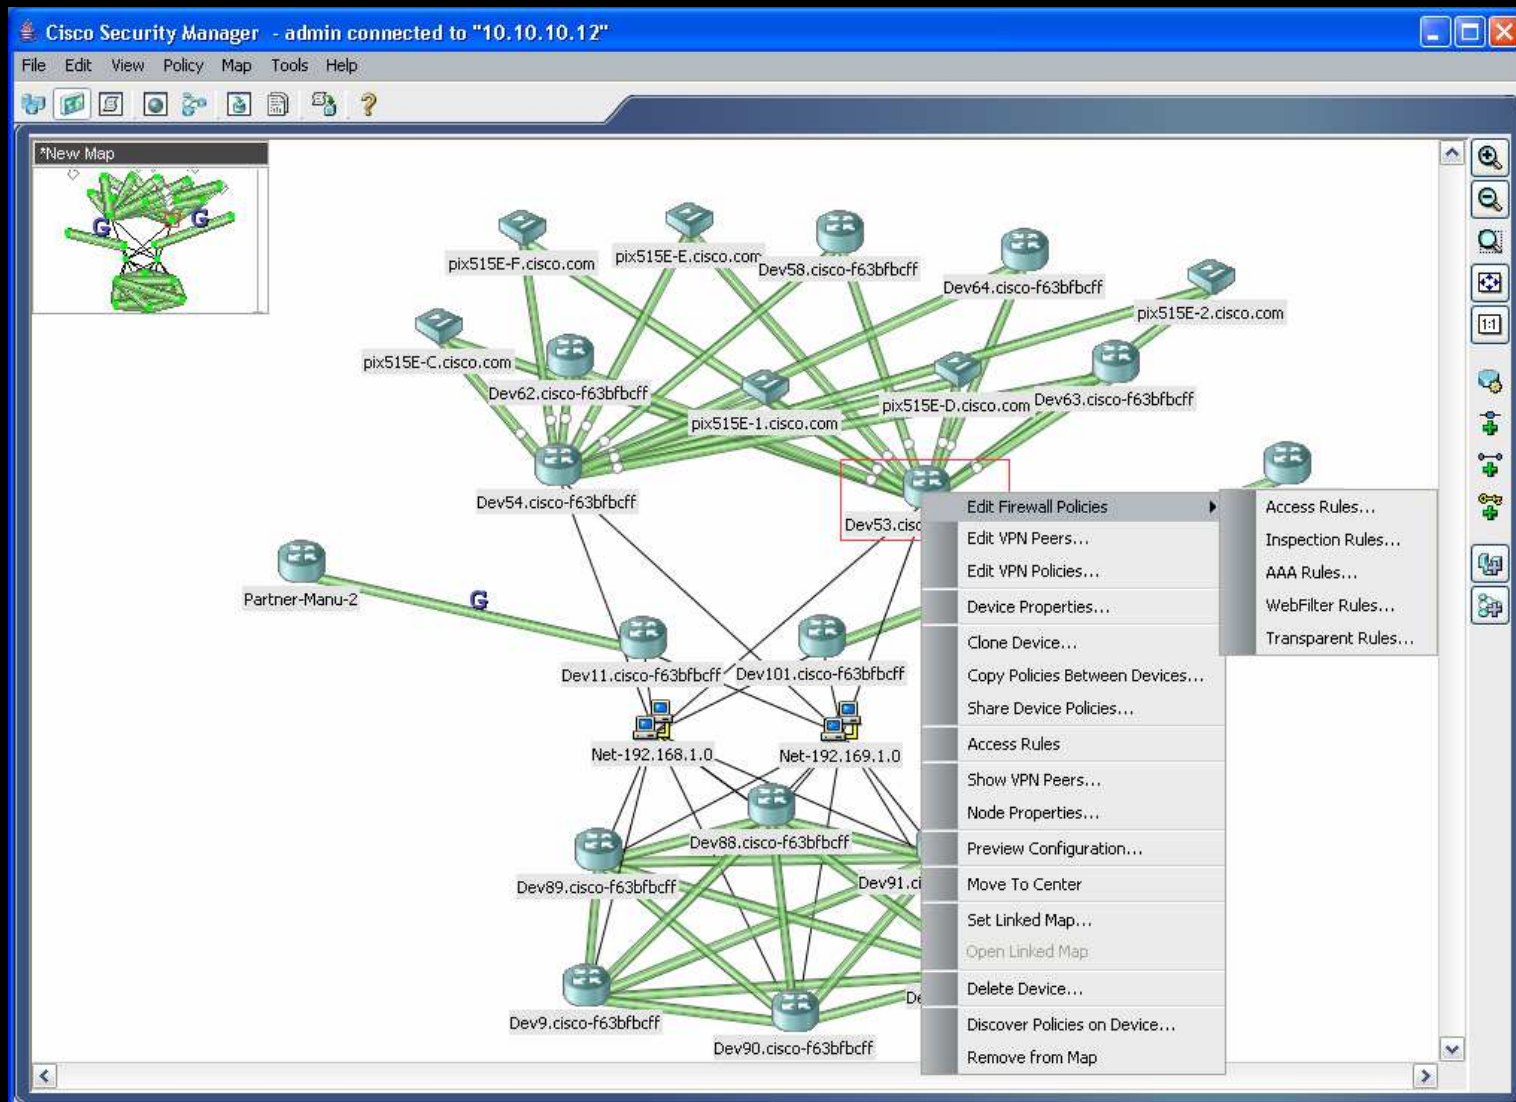 Cisco Security Manager - admin connected to "10.10.10.12"
File Edit View Policy Map Tools Help
*New Map
G
G
pix515E-F.cisco.com
pix515E-E.cisco.com
Dev58.cisco-f63bfbcff
Dev64.cisco-f63bfbcff
pix515E-2.cisco.com
pix515E-C.cisco.com
Dev62.cisco-f63bfbcff
pix515E-1.cisco.com
pix515E-D.cisco.com
Dev63.cisco-f63bfbcff
1:1
Dev54.cisco-f63bfbcff
Dev53.cisc
Partner-Manu-2
G
Dev11.cisco-f63bfbcff
Dev101.cisco-f63bfbcff
Net-192.168.1.0
Net-192.169.1.0
Dev88.cisco-f63bfbcff
Dev89.cisco-f63bfbcff
Dev91.ci
Dev9.cisco-f63bfbcff
De
Dev90.cisco-f63bfbcff
Edit Firewall Policies
Edit VPN Peers...
Edit VPN Policies...
Device Properties...
Clone Device...
Copy Policies Between Devices...
Share Device Policies...
Access Rules
Show VPN Peers...
Node Properties...
Preview Configuration...
Move To Center
Set Linked Map...
Open Linked Map
Delete Device...
Discover Policies on Device...
Remove from Map
Access Rules...
Inspection Rules...
AAA Rules...
WebFilter Rules...
Transparent Rules...